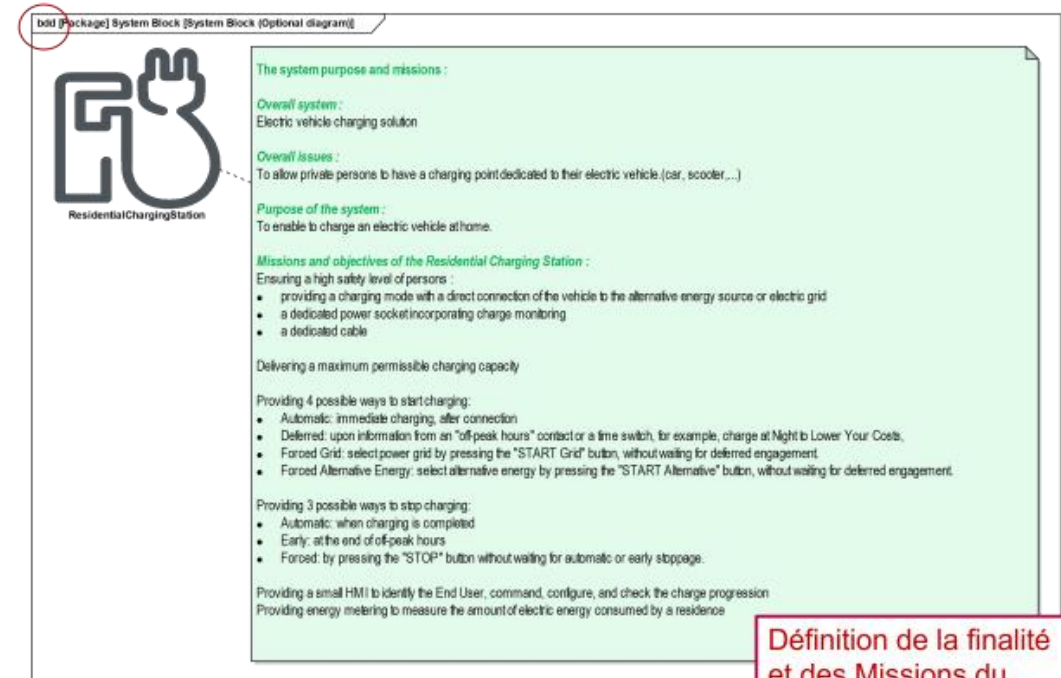 bdd [Package] System Block [System Block (Optional diagram)]
ResidentialChargingStation
The system purpose and missions :
Overall system :
Electric vehicle charging solution
Overall issues :
To allow private persons to have a charging point dedicated to their electric vehicle.(car, scooter,...)
Purpose of the system :
To enable to charge an electric vehicle at home.
Missions and objectives of the Residential Charging Station :
Ensuring a high safety level of persons :
• providing a charging mode with a direct connection of the vehicle to the alternative energy source or electric grid
• a dedicated power socket incorporating charge monitoring
• a dedicated cable
Delivering a maximum permissible charging capacity
Providing 4 possible ways to start charging:
• Automatic: immediate charging, after connection
• Deferred: upon information from an "off-peak hours" contact or a time switch, for example, charge at Night to Lower Your Costs,
• Forced Grid: select power grid by pressing the "START Grid" button, without waiting for deferred engagement.
• Forced Alternative Energy: select alternative energy by pressing the "START Alternative" button, without waiting for deferred engagement.
Providing 3 possible ways to stop charging:
• Automatic: when charging is completed
• Early: at the end of off-peak hours
• Forced: by pressing the "STOP" button without waiting for automatic or early stoppage.
Providing a small HMI to identify the End User, command, configure, and check the charge progression
Providing energy metering to measure the amount of electric energy consumed by a residence
Définition de la finalité
et des Missions du